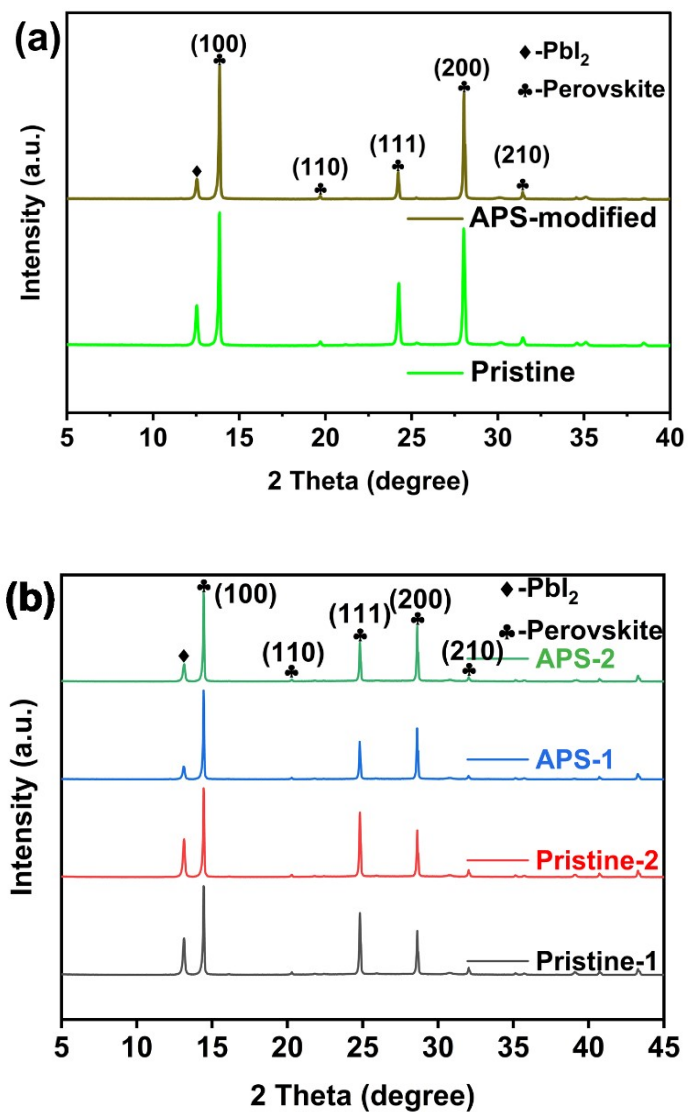 (a)
(100)
♦-PbI₂
(200)
♣-Perovskite
(111)
(110)
(210)
APS-modified
Pristine
Intensity (a.u.)
5 10 15 20 25 30 35 40
2 Theta (degree)
(b)
♦-PbI₂
(100)
(200)
(111)
♣-Perovskite
(110)
(210)
APS-2
APS-1
Pristine-2
Pristine-1
Intensity (a.u.)
5 10 15 20 25 30 35 40 45
2 Theta (degree)